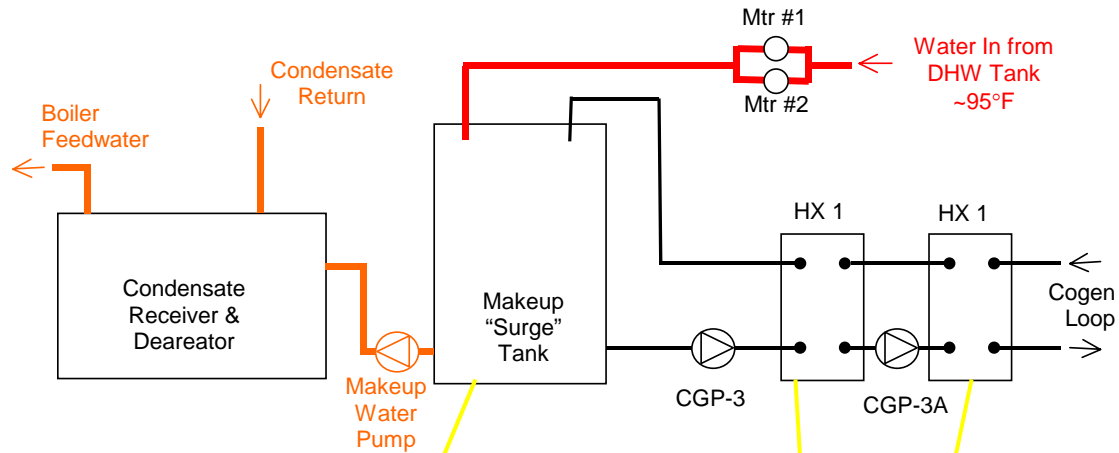 Mtr #1
Water In from
DHW Tank
~95°F
Mtr #2
Condensate
Return
Boiler
Feedwater
HX 1
HX 1
Condensate
Receiver &
Deareator
Makeup
“Surge”
Tank
Cogen
Loop
Makeup
Water
Pump
CGP-3
CGP-3A